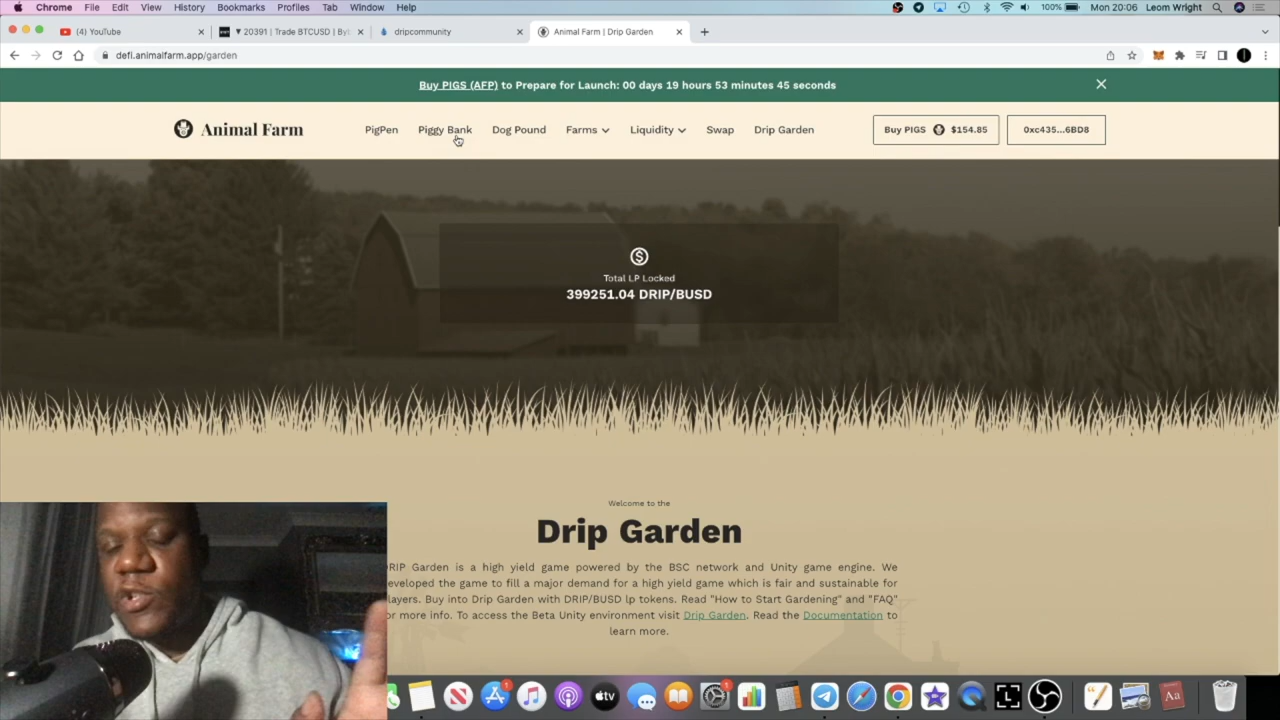 Chrome File Edit View History Bookmarks Profiles Tab Window Help 100% Mon 20:06 Leom Wright
(4) YouTube ▼ 20391 | Trade BTCUSD | By dripcommunity Animal Farm | Drip Garden
defi.animalfarm.app/garden
Buy PIGS (AFP) to Prepare for Launch: 00 days 19 hours 53 minutes 45 seconds
Animal Farm PigPen Piggy Bank Dog Pound Farms Liquidity Swap Drip Garden Buy PIGS $154.85 0xc435...6BD8
Total LP Locked
399251.04 DRIP/BUSD
Welcome to the
Drip Garden
DRIP Garden is a high yield game powered by the BSC network and Unity game engine. We
eveloped the game to fill a major demand for a high yield game which is fair and sustainable for
layers. Buy into Drip Garden with DRIP/BUSD lp tokens. Read "How to Start Gardening" and "FAQ"
or more info. To access the Beta Unity environment visit Drip Garden. Read the Documentation to
learn more.
tv Aa